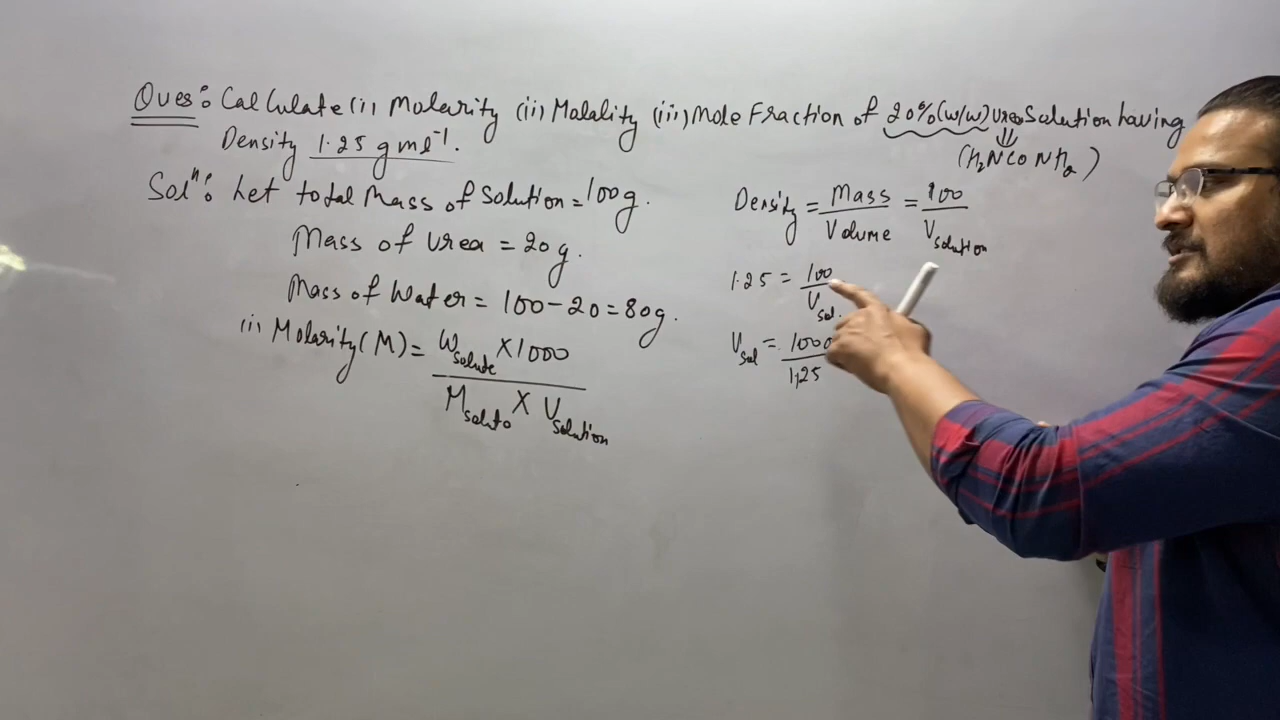 Ques: Calculate (i) Molarity (ii) Molality (iii) Mole Fraction of 20% (w/w) Urea Solution having
Density 1.25 g ml⁻¹.
(H₂NCONH₂)
Solⁿ: Let total Mass of Solution = 100g.
Mass of Urea = 20g.
Mass of Water = 100 - 20 = 80g.
(i) Molarity (M) = W solute × 1000
M solute × V solution
Density = Mass / Volume = 100 / V solution
1.25 = 100 / V sol.
V sol = 1000 / 1.25